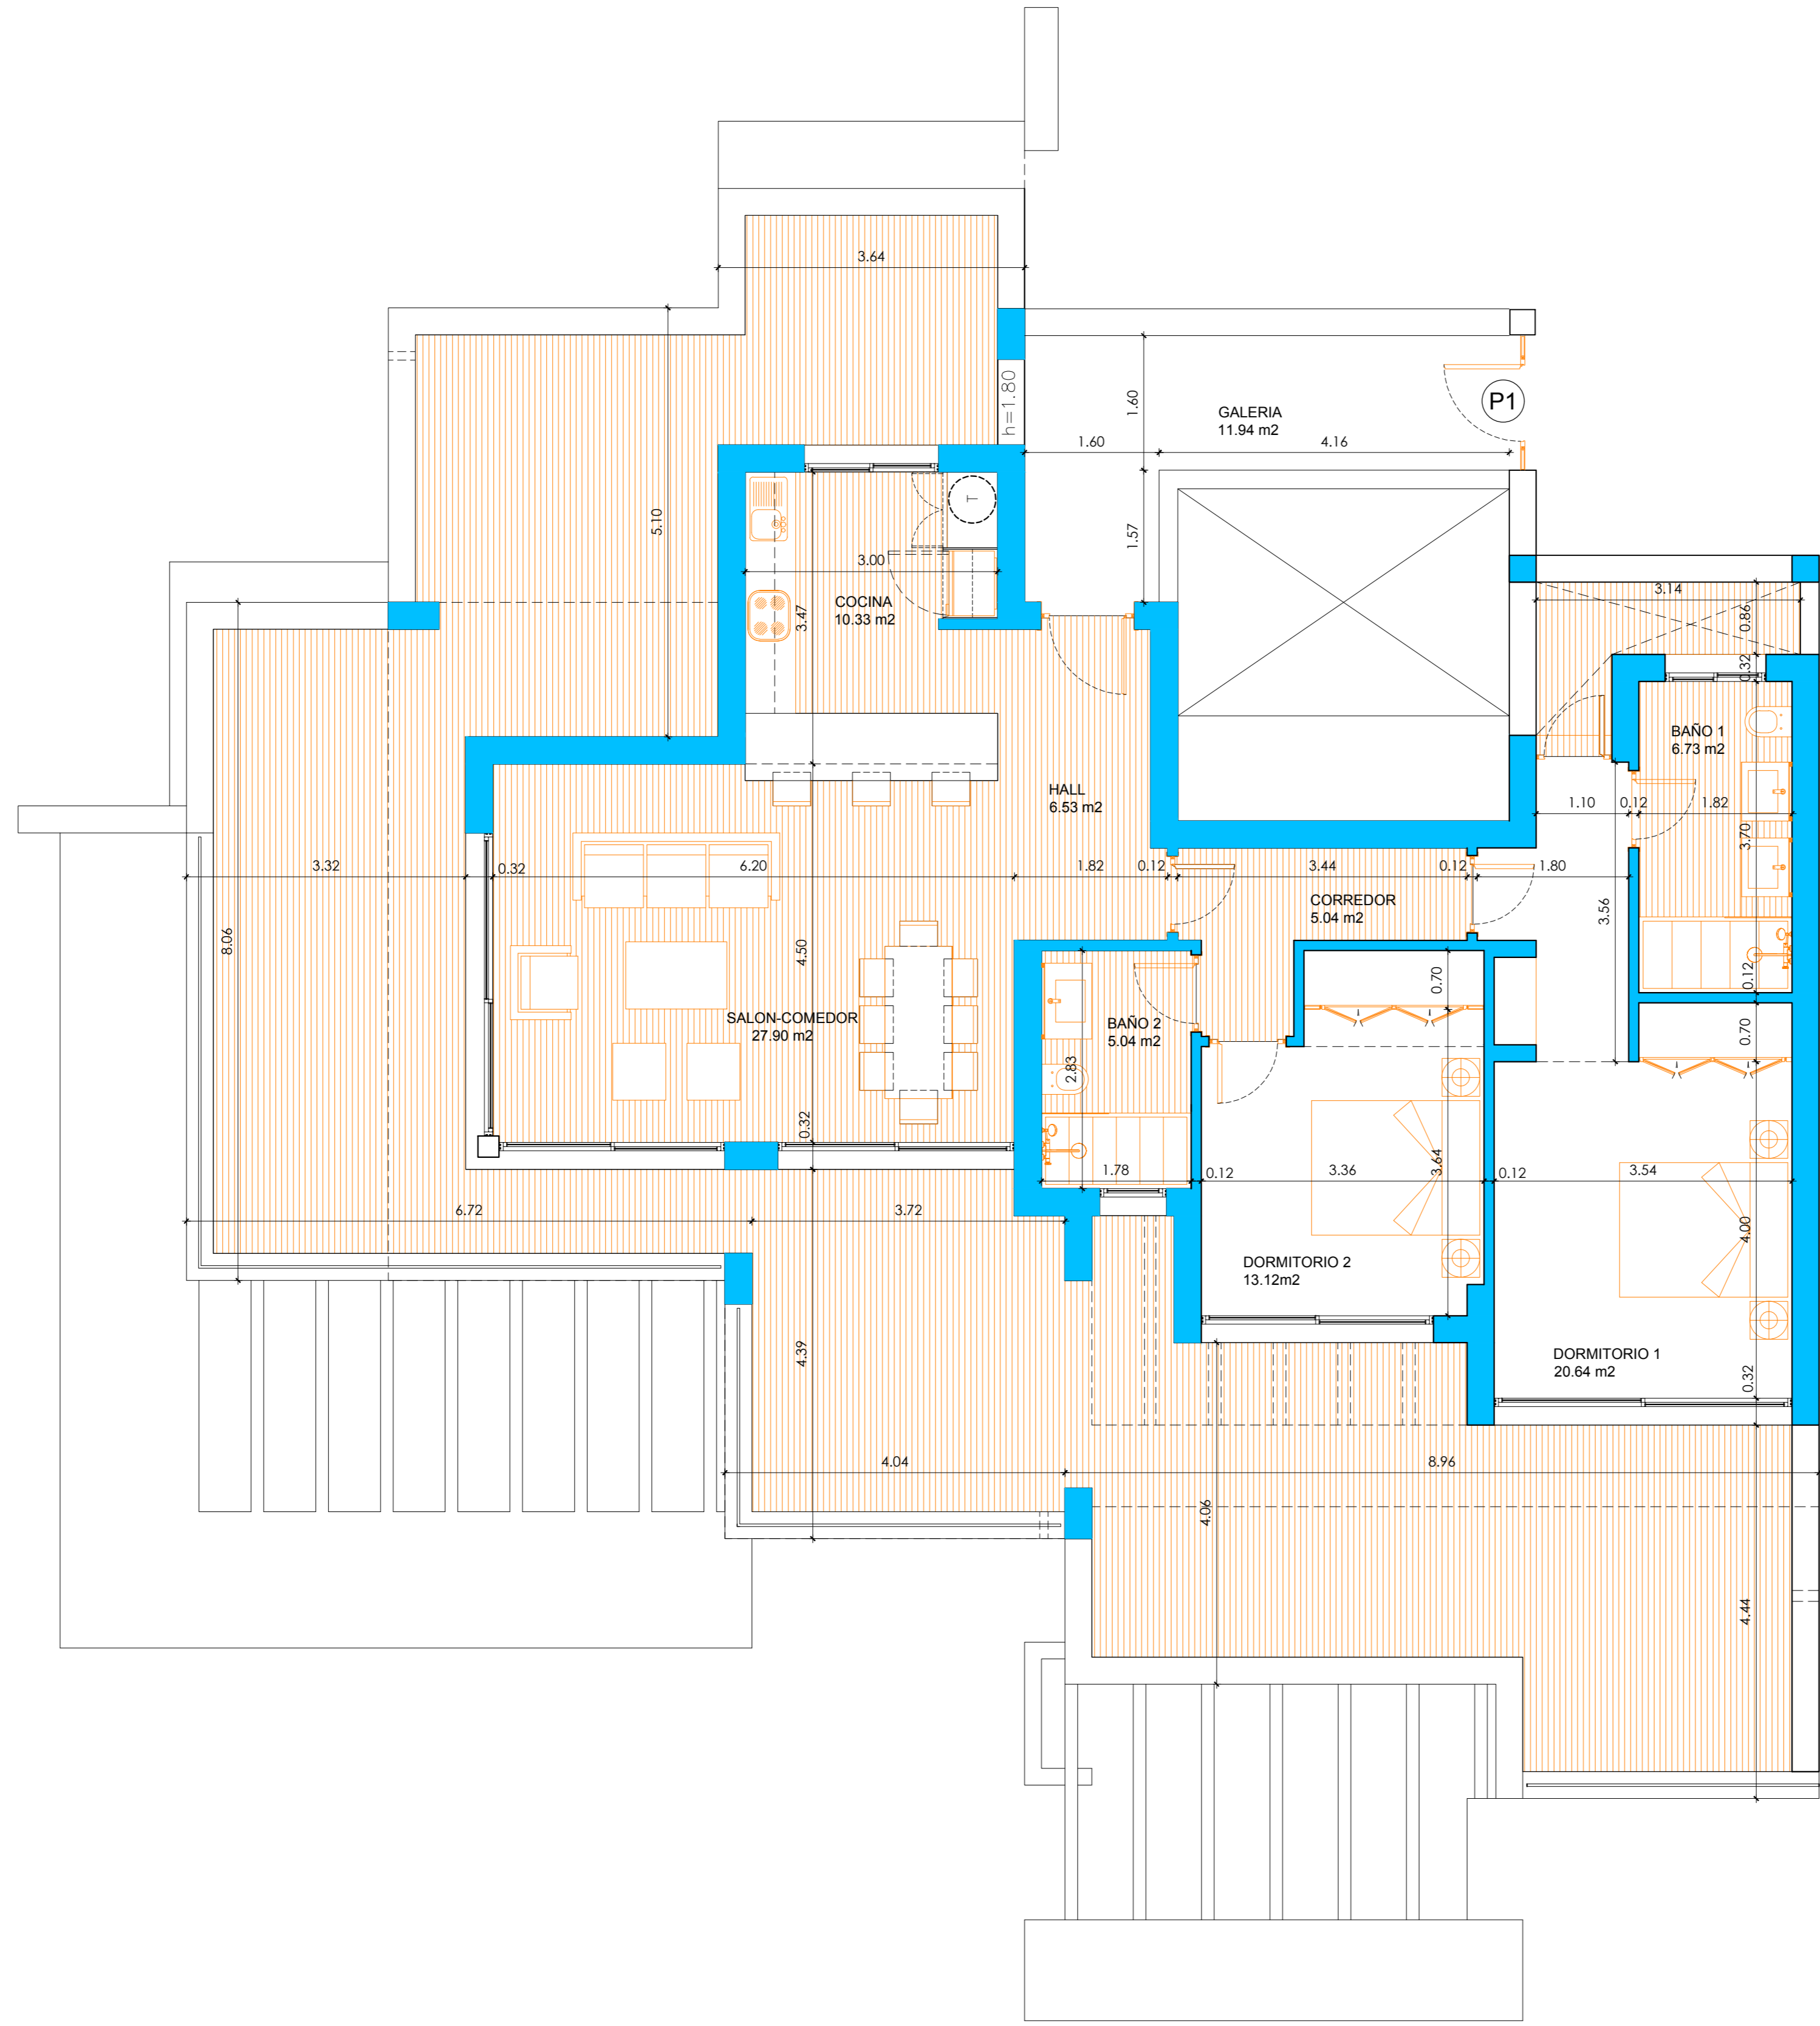 3.64
h=1.80
1.60
GALERIA
11.94 m2
P1
1.60
4.16
5.10
1.57
T
3.00
COCINA
10.33 m2
3.47
3.14
0.86
0.32
BAÑO 1
6.73 m2
HALL
6.53 m2
1.10
0.12
1.82
3.70
3.32
0.32
6.20
1.82
0.12
3.44
0.12
1.80
CORREDOR
5.04 m2
3.56
8.06
4.50
0.70
0.12
SALON-COMEDOR
27.90 m2
BAÑO 2
5.04 m2
0.70
2.83
0.32
1.78
0.12
3.36
3.64
0.12
3.54
6.72
3.72
4.00
DORMITORIO 2
13.12m2
4.39
DORMITORIO 1
20.64 m2
0.32
4.04
8.96
4.06
4.44